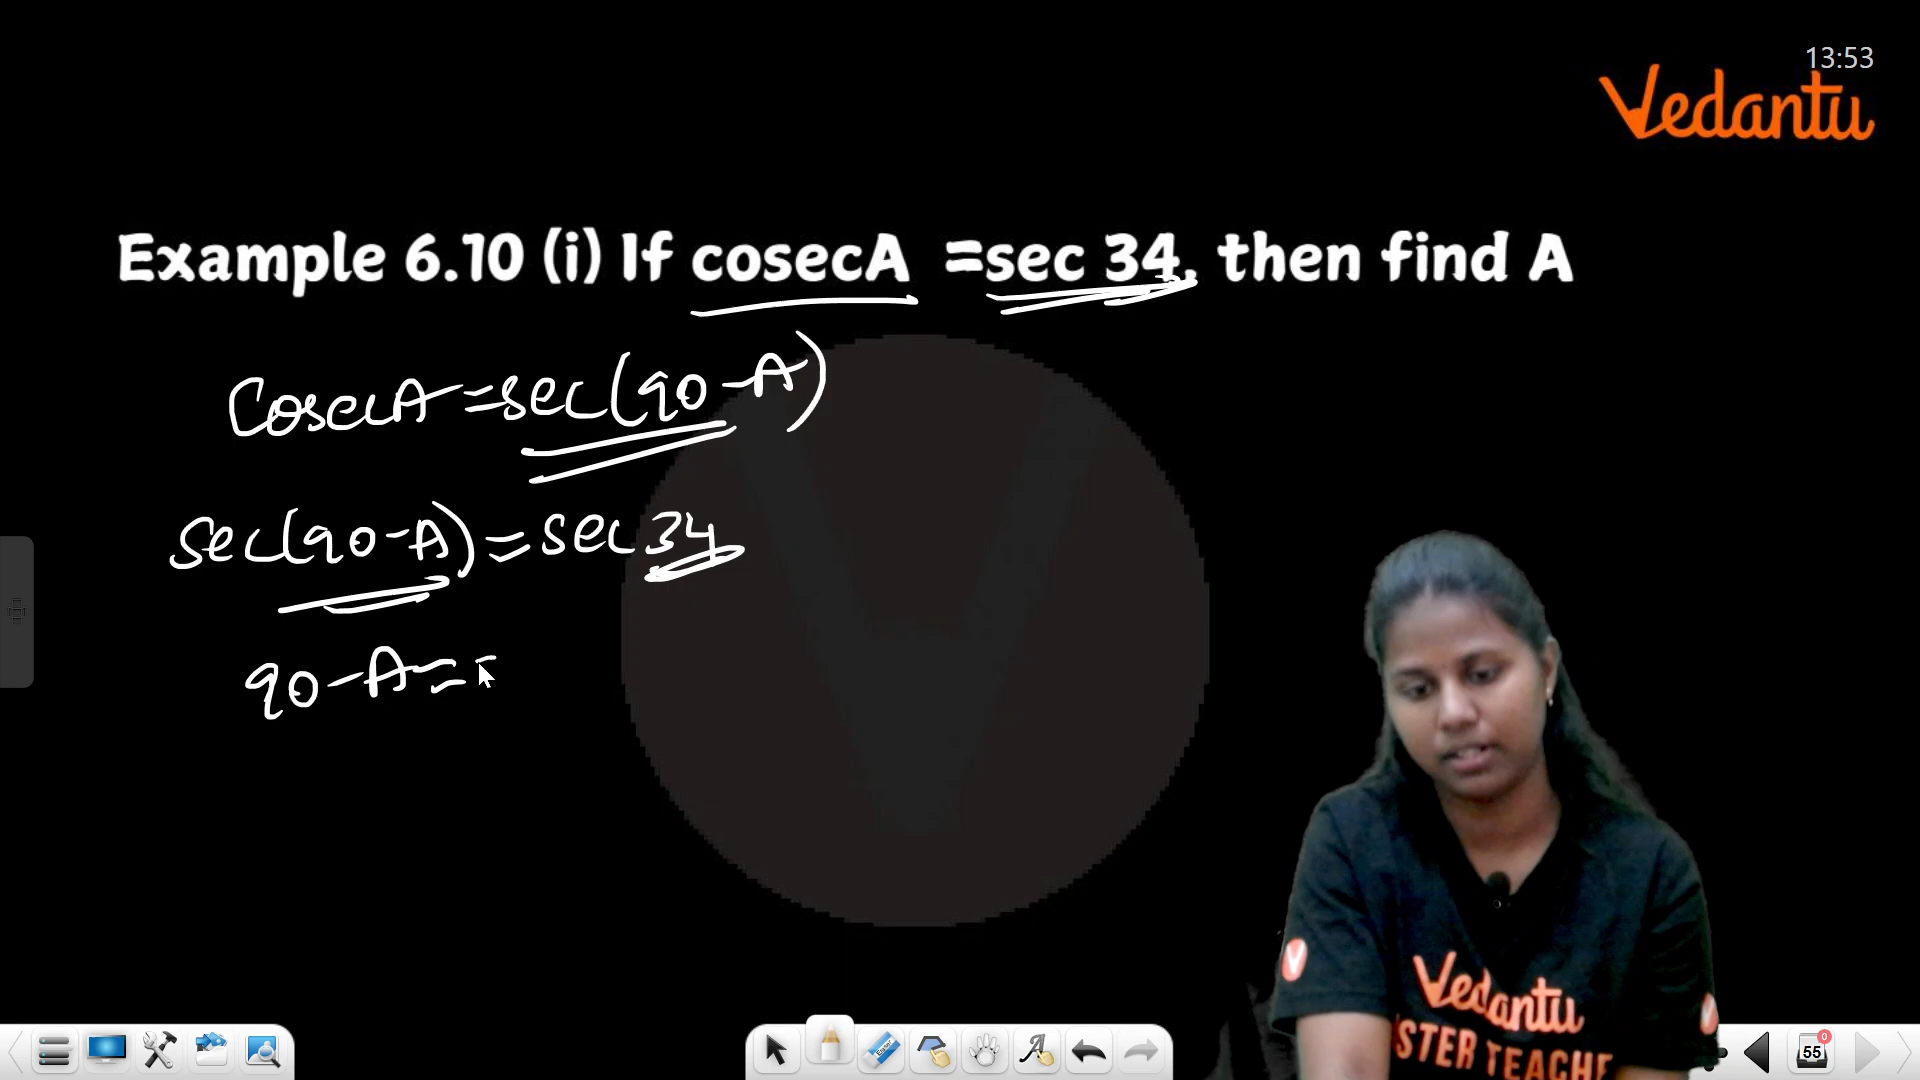 13:53
Vedantu
Example 6.10 (i) If cosecA =sec 34, then find A
CosecA=sec(90-A)
sec(90-A)=sec 34
90-A=
Vedantu
STER TEACHE
55
0